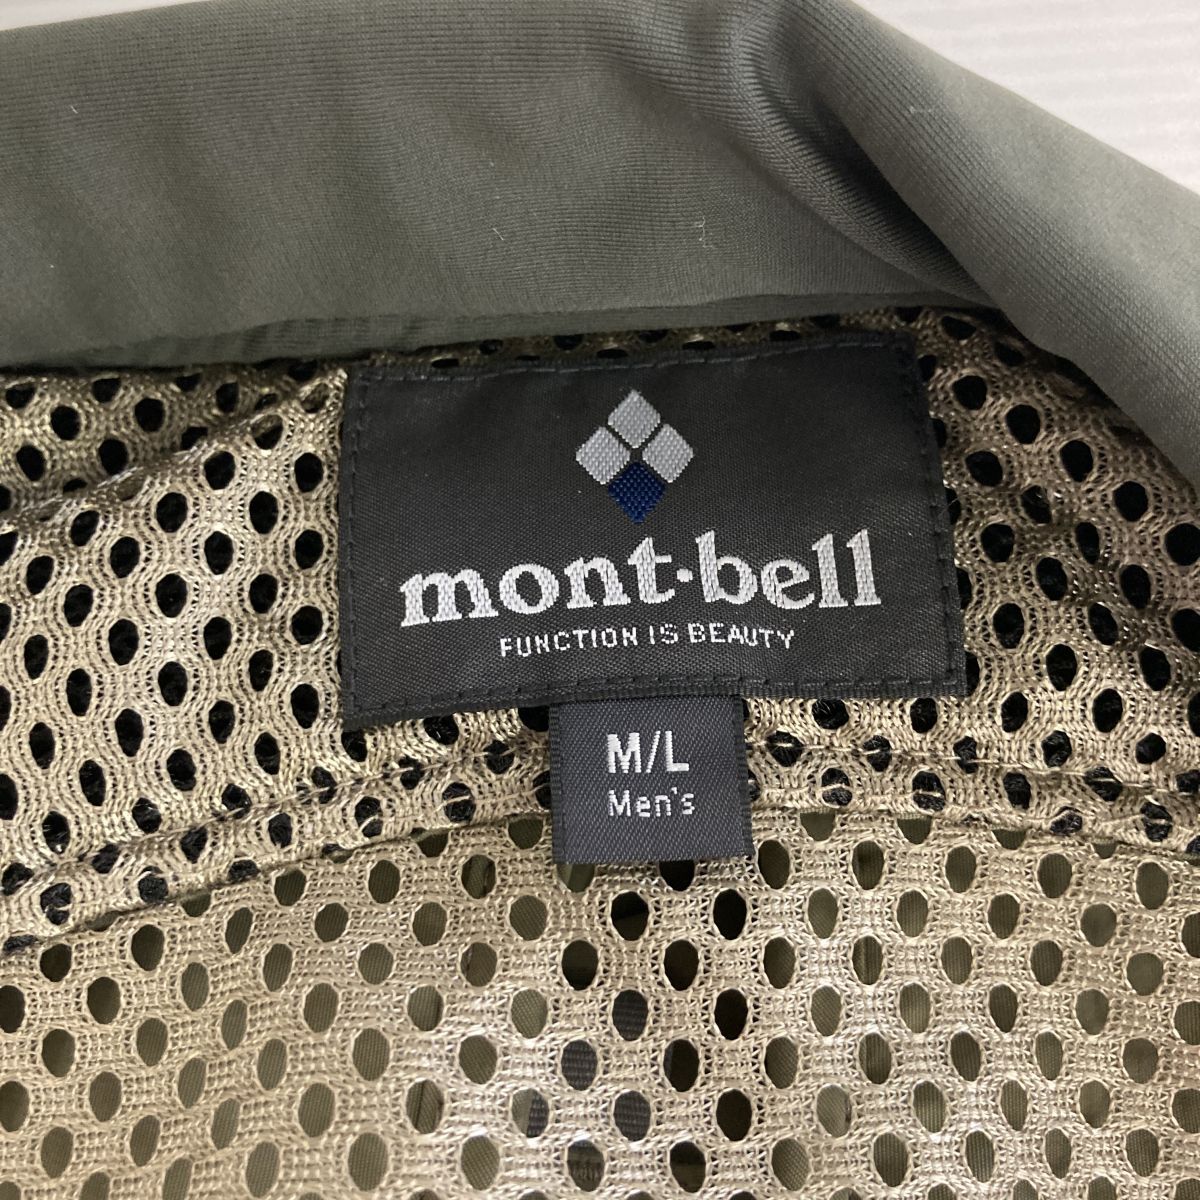 mont·bell
FUNCTION IS BEAUTY
M/L
Men's